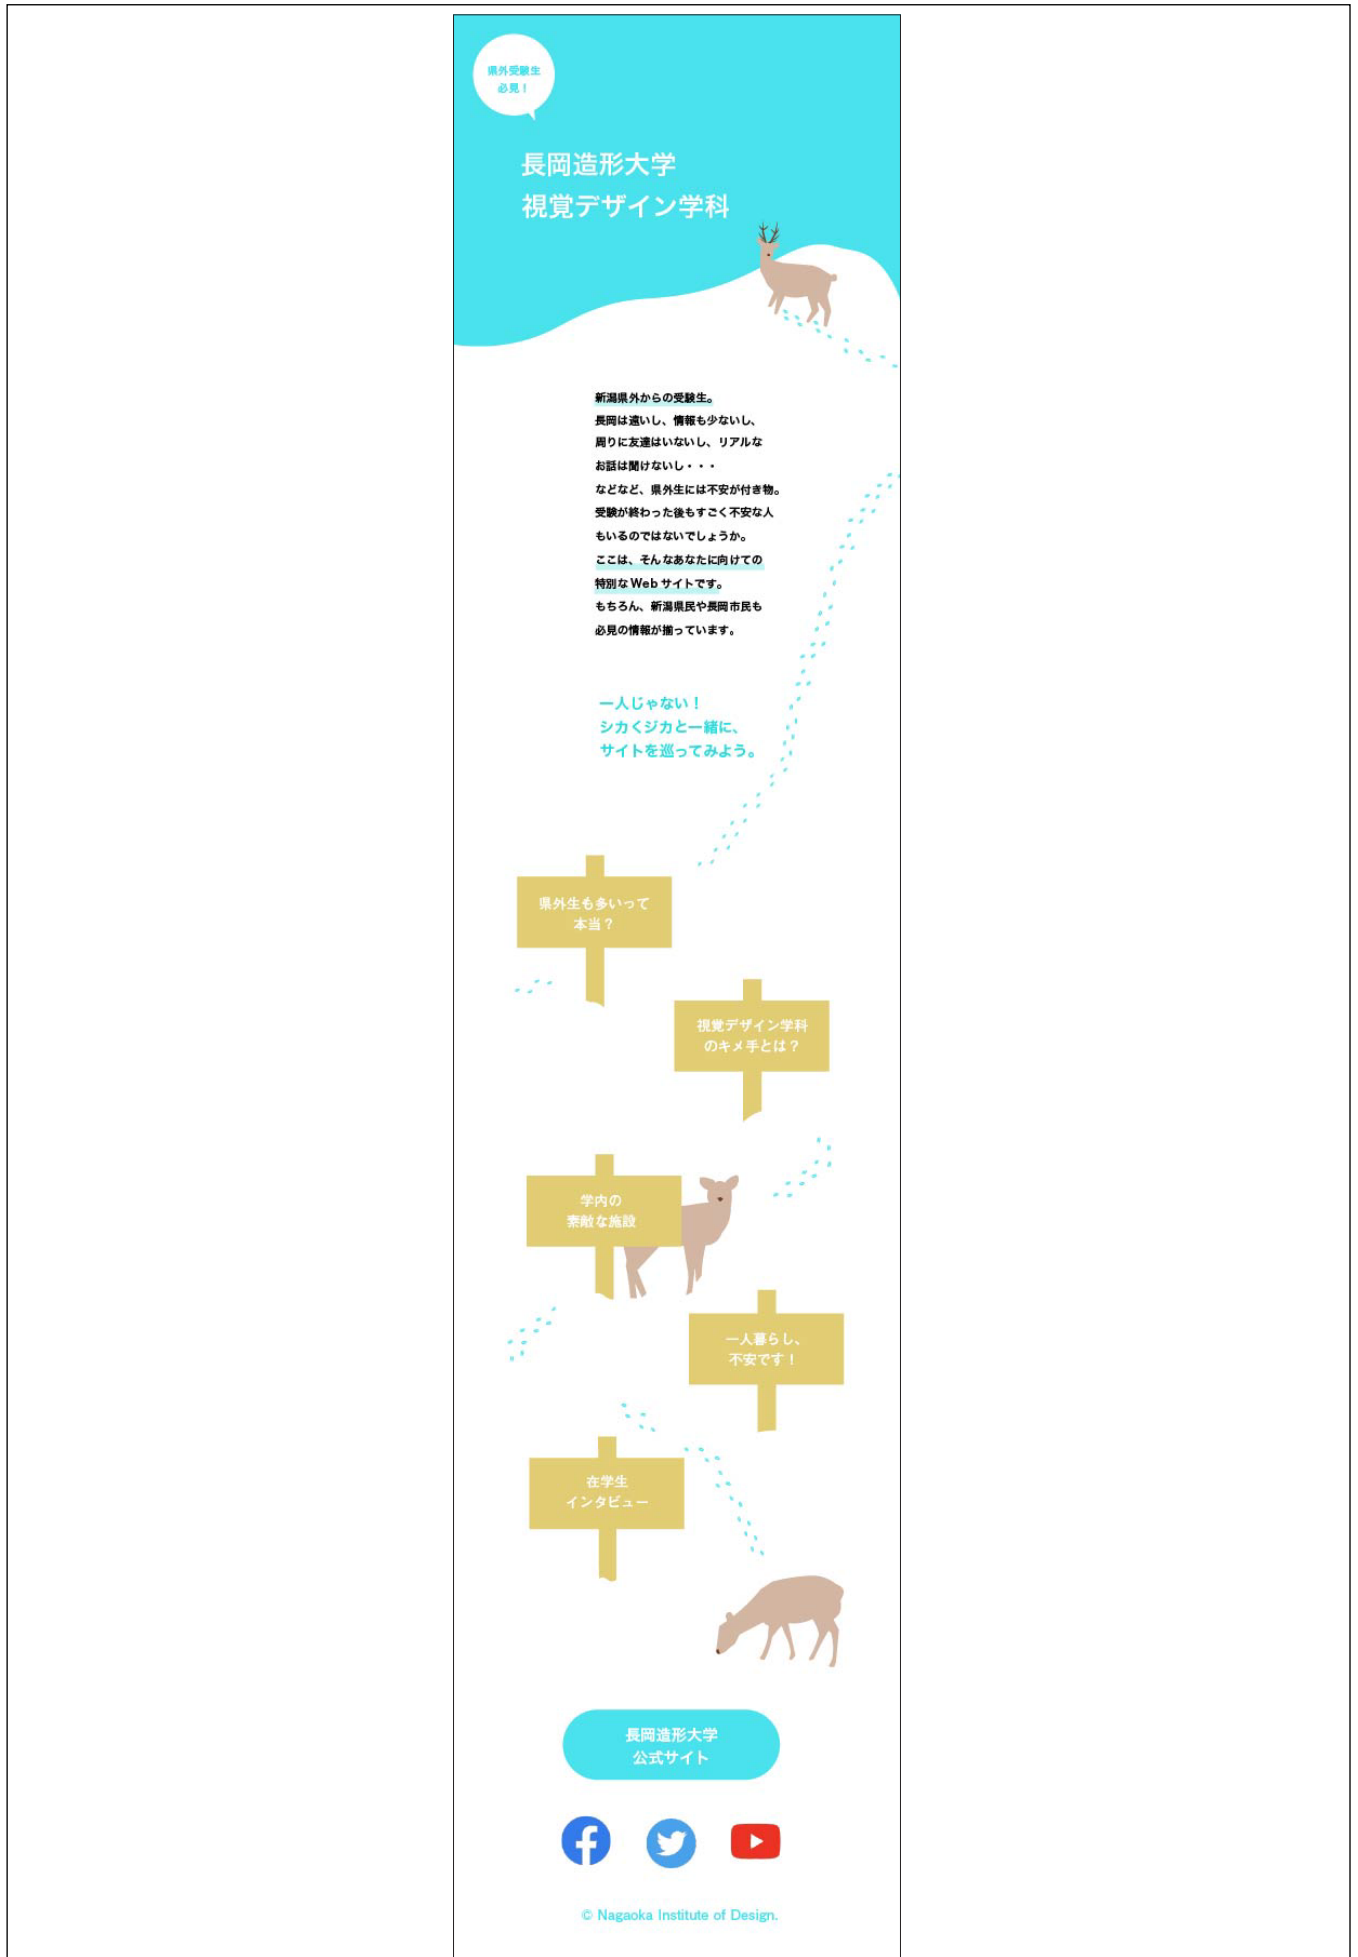 県外受験生
必見！
長岡造形大学
視覚デザイン学科
新潟県外からの受験生。
長岡は遠いし、情報も少ないし、
周りに友達はいないし、リアルな
お話は聞けないし・・・
などなど、県外生には不安が付き物。
受験が終わった後もすごく不安な人
もいるのではないでしょうか。
ここは、そんなあなたに向けての
特別な Web サイトです。
もちろん、新潟県民や長岡市民も
必見の情報が揃っています。
一人じゃない！
シカくジカと一緒に、
サイトを巡ってみよう。
県外生も多いって
本当？
視覚デザイン学科
のキメ手とは？
学内の
素敵な施設
一人暮らし、
不安です！
在学生
インタビュー
長岡造形大学
公式サイト
© Nagaoka Institute of Design.